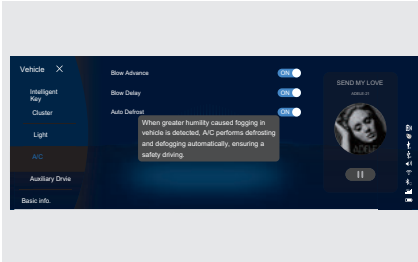 Vehicle
Intelligent
Key
Cluster
Light
A/C
Auxiliary Drvie
Basic info.
Blow Advance
ON
Blow Delay
ON
Auto Defrost
ON
When greater humility caused fogging in
vehicle is detected, A/C performs defrosting
and defogging automatically, ensuring a
safety driving.
SEND MY LOVE
ADELE 21
ADELE